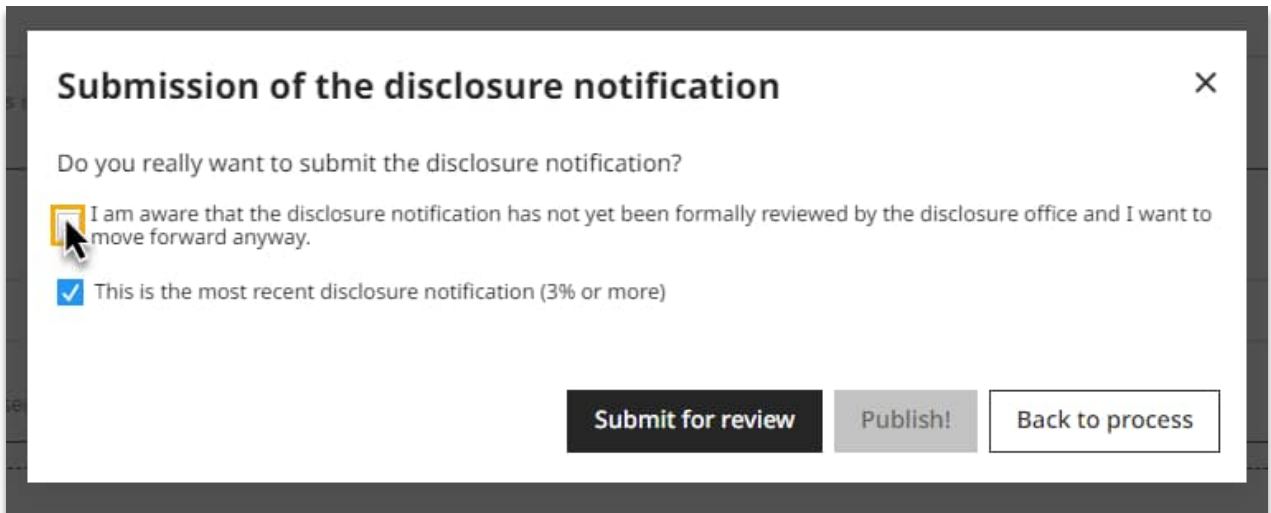 Submission of the disclosure notification
Do you really want to submit the disclosure notification?
I am aware that the disclosure notification has not yet been formally reviewed by the disclosure office and I want to
move forward anyway.
This is the most recent disclosure notification (3% or more)
Submit for review
Publish!
Back to process